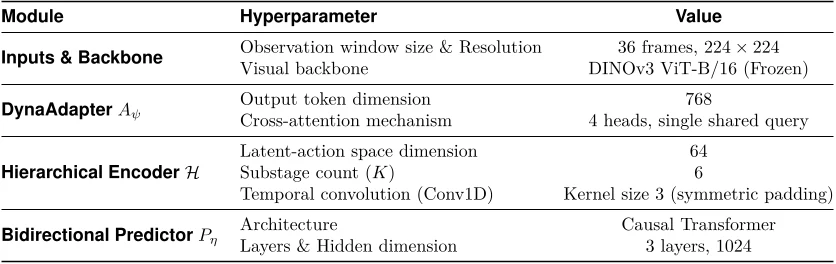 Module Hyperparameter Value
Inputs & Backbone Observation window size & Resolution 36 frames, 224 × 224
Visual backbone DINOv3 ViT-B/16 (Frozen)
DynaAdapter Aψ Output token dimension 768
Cross-attention mechanism 4 heads, single shared query
Hierarchical Encoder ℋ Latent-action space dimension 64
Substage count (K) 6
Temporal convolution (Conv1D) Kernel size 3 (symmetric padding)
Bidirectional Predictor Pη Architecture Causal Transformer
Layers & Hidden dimension 3 layers, 1024